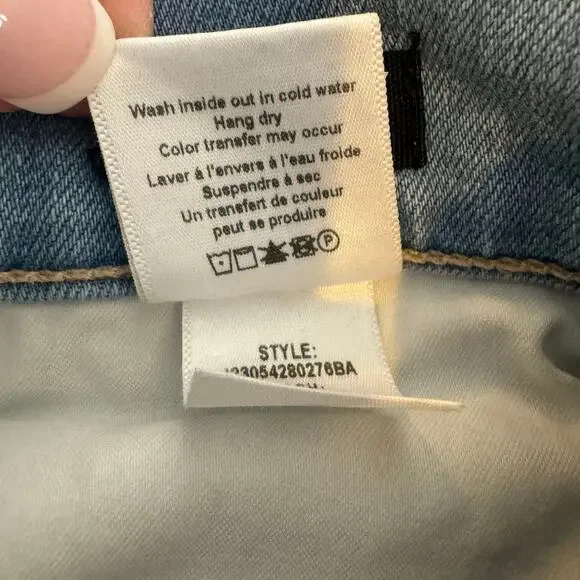 Wash inside out in cold water
Hang dry
Color transfer may occur
Laver à l'envers à l'eau froide
Suspendre à sec
Un transfert de couleur
peut se produire
P
STYLE:
23054280276BA